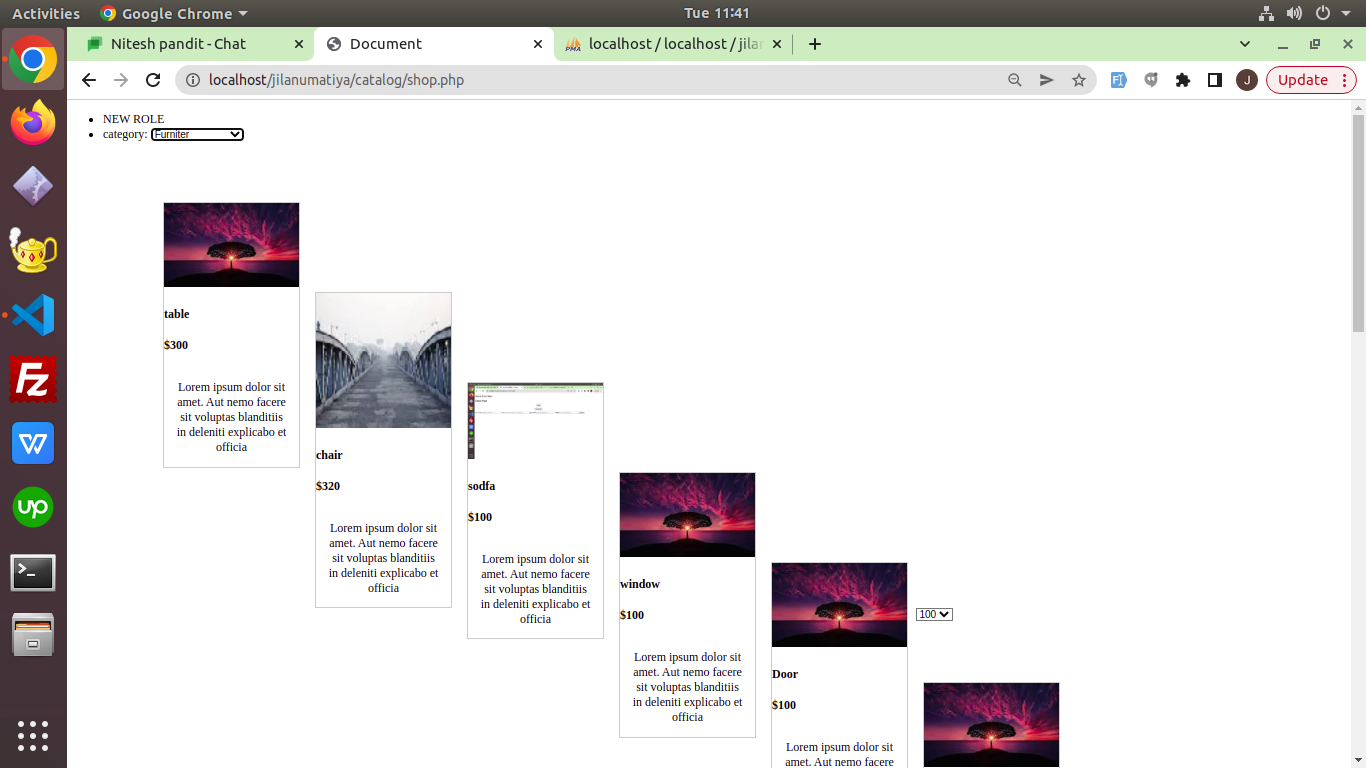 Activities
Google Chrome
Tue 11:41
Nitesh pandit - Chat
Document
localhost / localhost / jila
localhost/jilanumatiya/catalog/shop.php
J
Update
NEW ROLE
category: Furniter
table
$300
Lorem ipsum dolor sit
amet. Aut nemo facere
sit voluptas blanditiis
in deleniti explicabo et
officia
chair
$320
Lorem ipsum dolor sit
amet. Aut nemo facere
sit voluptas blanditiis
in deleniti explicabo et
officia
sodfa
$100
Lorem ipsum dolor sit
amet. Aut nemo facere
sit voluptas blanditiis
in deleniti explicabo et
officia
window
$100
Lorem ipsum dolor sit
amet. Aut nemo facere
sit voluptas blanditiis
in deleniti explicabo et
officia
100
Door
$100
Lorem ipsum dolor sit
amet. Aut nemo facere